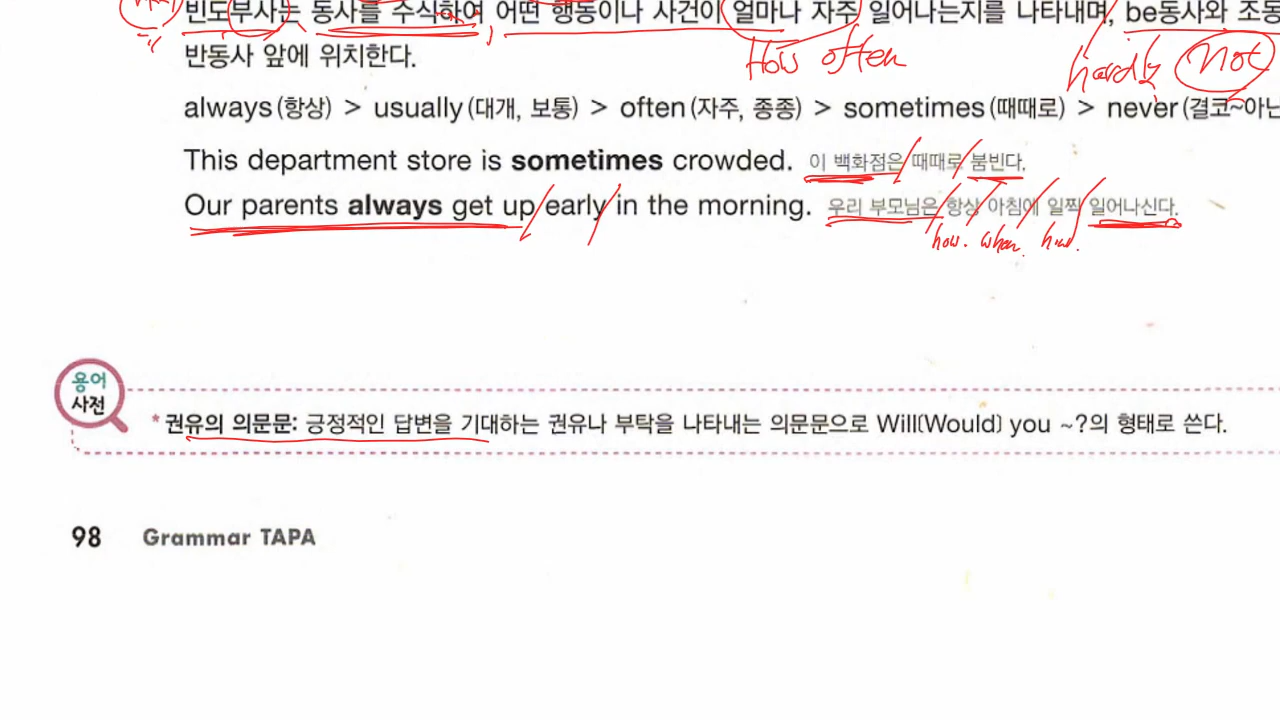 빈도부사는 동사를 주식하여 어떤 행동이나 사건이 얼마나 자주 일어나는지를 나타내며, be동사와 조동
How often hardly not
반동사 앞에 위치한다.
always (항상) > usually (대개, 보통) > often (자주, 종종) > sometimes (때때로) > never (결코~아닌
This department store is sometimes crowded. 이 백화점은 때때로 붐빈다.
Our parents always get up early in the morning. 우리 부모님은 항상 아침에 일찍 일어나신다.
how. when.
용어
사전
* 권유의 의문문: 긍정적인 답변을 기대하는 권유나 부탁을 나타내는 의문문으로 Will(Would) you ~?의 형태로 쓴다.
98 Grammar TAPA